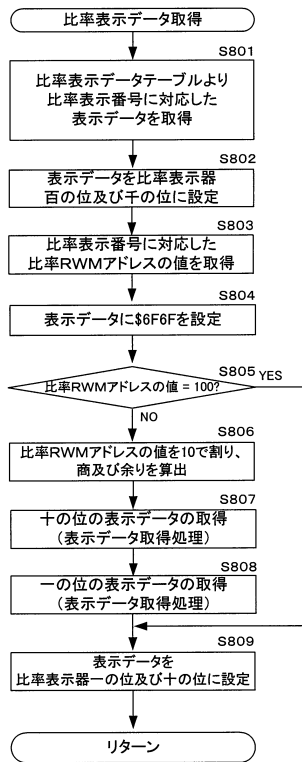 比率表示データ取得
S801
比率表示データテーブルより
比率表示番号に対応した
表示データを取得
S802
表示データを比率表示器
百の位及び千の位に設定
S803
比率表示番号に対応した
比率RWMアドレスの値を取得
S804
表示データに$6F6Fを設定
S805
YES
比率RWMアドレスの値 = 100?
NO
S806
比率RWMアドレスの値を10で割り、
商及び余りを算出
S807
十の位の表示データの取得
(表示データ取得処理)
S808
一の位の表示データの取得
(表示データ取得処理)
S809
表示データを
比率表示器一の位及び十の位に設定
リターン